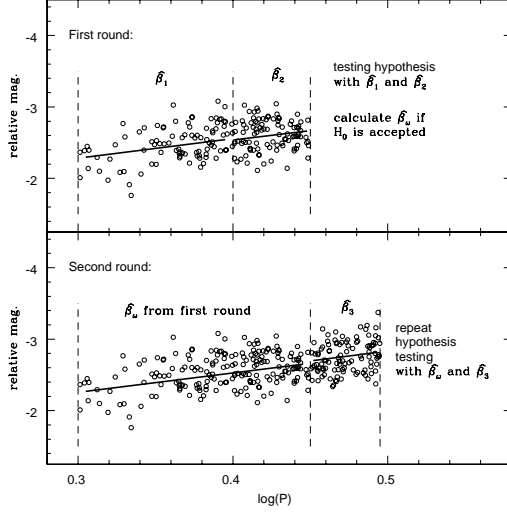 First round:
β̂₁
β̂₂
testing hypothesis
with β̂₁ and β̂₂
calculate β̂ω if
H₀ is accepted
-4
-3
-2
relative mag.
Second round:
β̂ω from first round
β̂₃
repeat
hypothesis
testing
with β̂ω and β̂₃
-4
-3
-2
relative mag.
0.3
0.4
0.5
log(P)